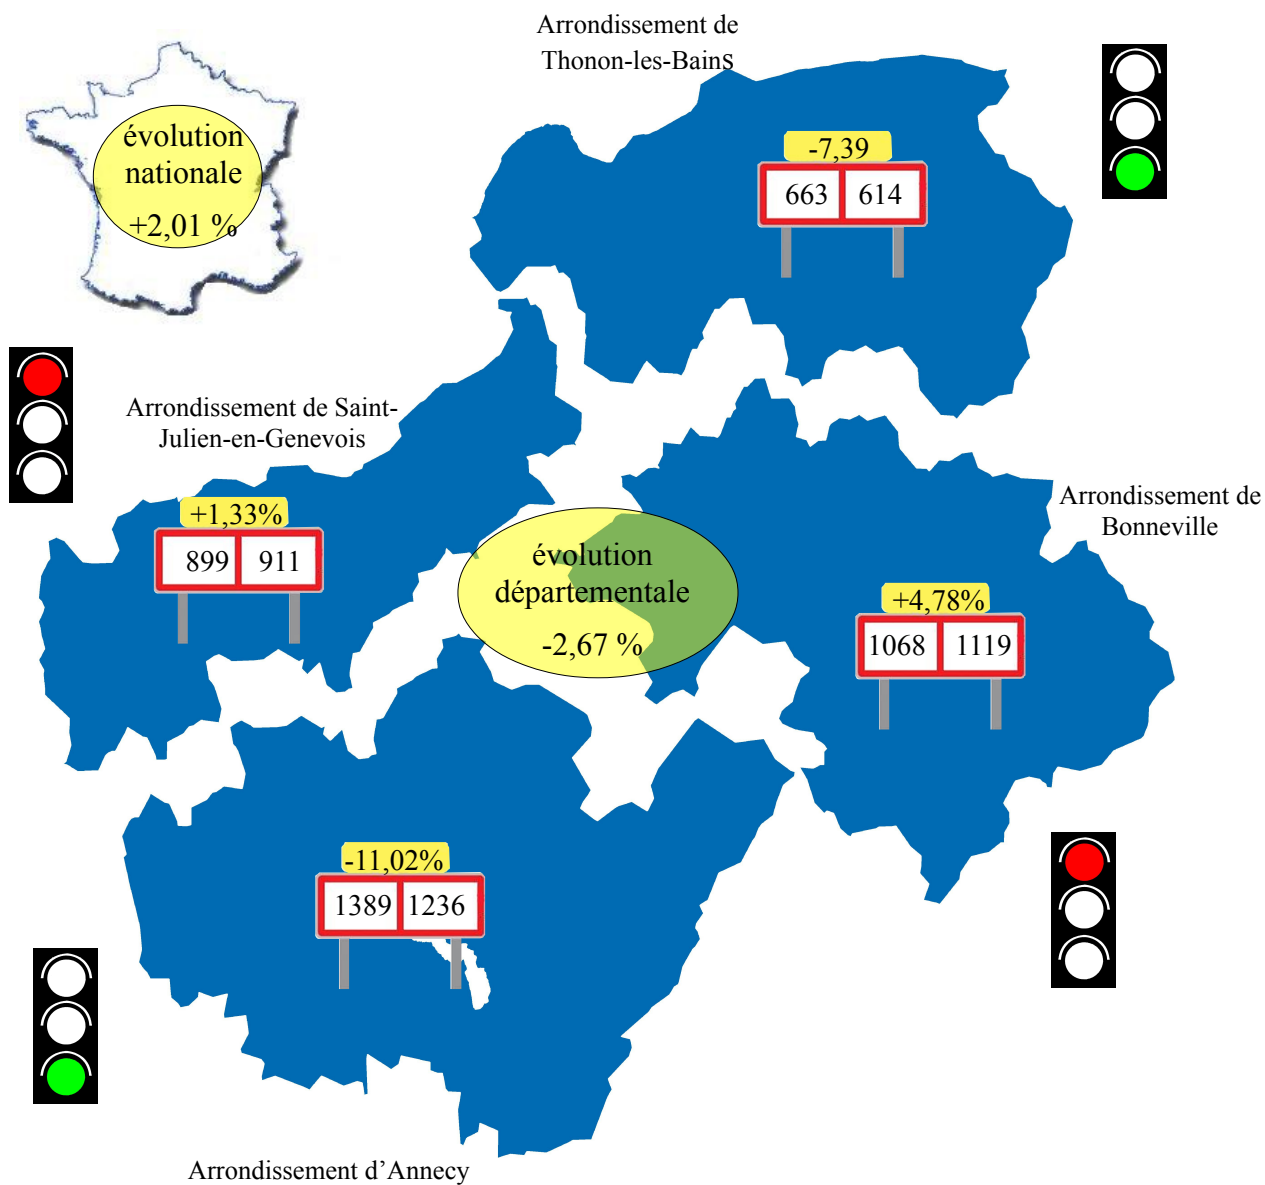 Arrondissement de
Thonon-les-Bains
évolution
nationale
+2,01 %
-7,39
663 614
Arrondissement de Saint-
Julien-en-Genevois
+1,33%
899 911
évolution
départementale
-2,67 %
Arrondissement de
Bonneville
+4,78%
1068 1119
-11,02%
1389 1236
Arrondissement d’Annecy